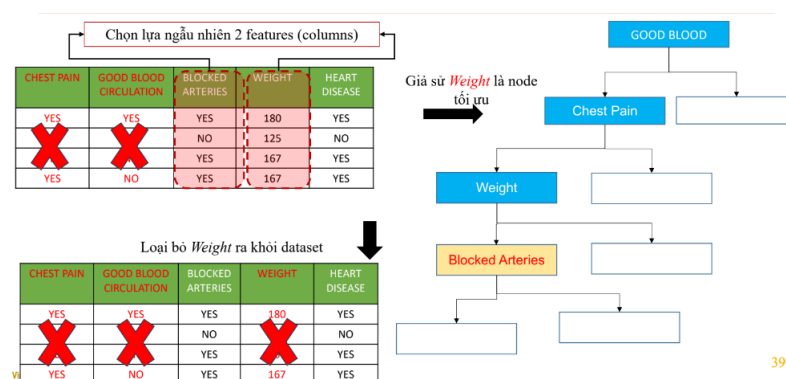 Chọn lựa ngẫu nhiên 2 features (columns)
CHEST PAIN GOOD BLOOD CIRCULATION BLOCKED ARTERIES WEIGHT HEART DISEASE
YES YES YES 180 YES
NO 125 NO
YES 167 YES
YES NO YES 167 YES
Giả sử Weight là node
tối ưu
GOOD BLOOD
Chest Pain
Weight
Blocked Arteries
Loại bỏ Weight ra khỏi dataset
CHEST PAIN GOOD BLOOD CIRCULATION BLOCKED ARTERIES WEIGHT HEART DISEASE
YES YES YES 180 YES
NO NO
YES YES
YES NO YES 167 YES
39